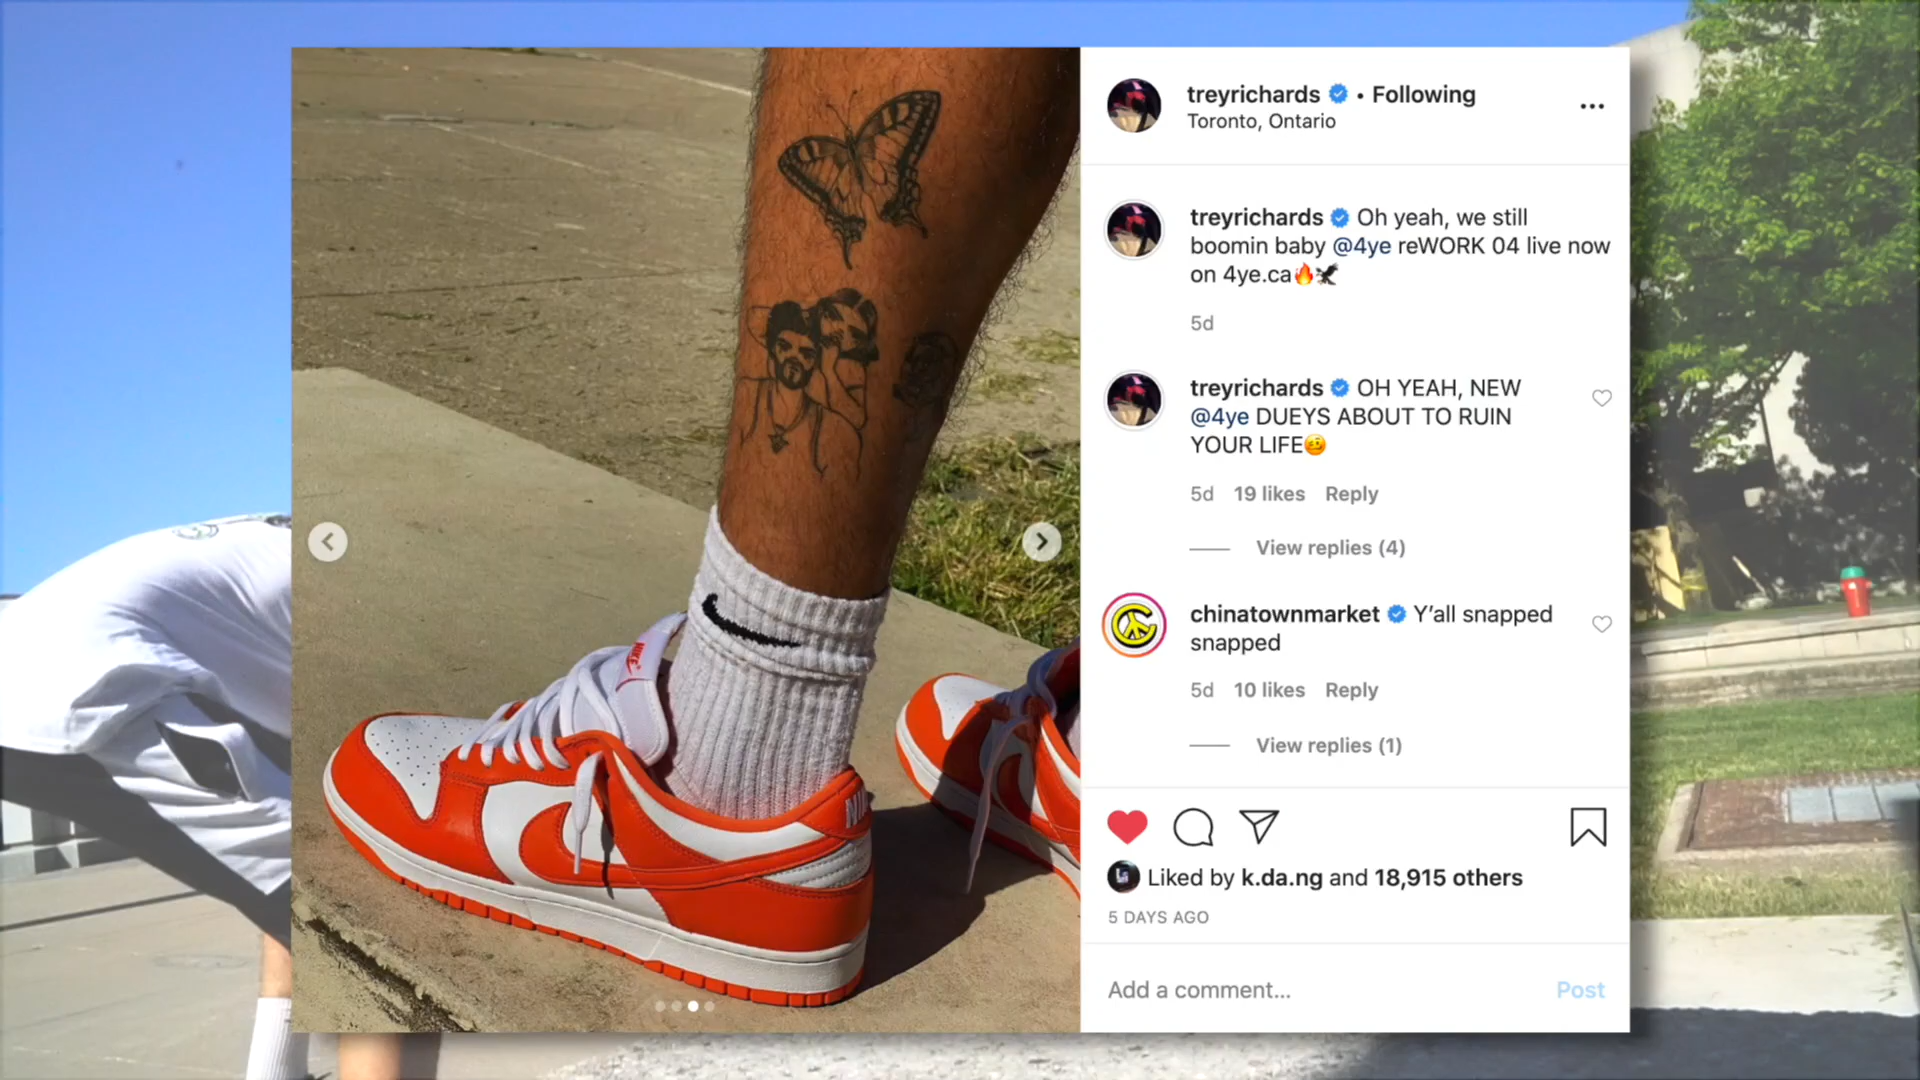 treyrichards • Following
Toronto, Ontario
treyrichards Oh yeah, we still
boomin baby @4ye reWORK 04 live now
on 4ye.ca🔥🦅
5d
treyrichards OH YEAH, NEW
@4ye DUEYS ABOUT TO RUIN
YOUR LIFE🥴
5d 19 likes Reply
View replies (4)
chinatownmarket Y’all snapped
snapped
5d 10 likes Reply
View replies (1)
Liked by k.da.ng and 18,915 others
5 DAYS AGO
Add a comment... Post
NIKE